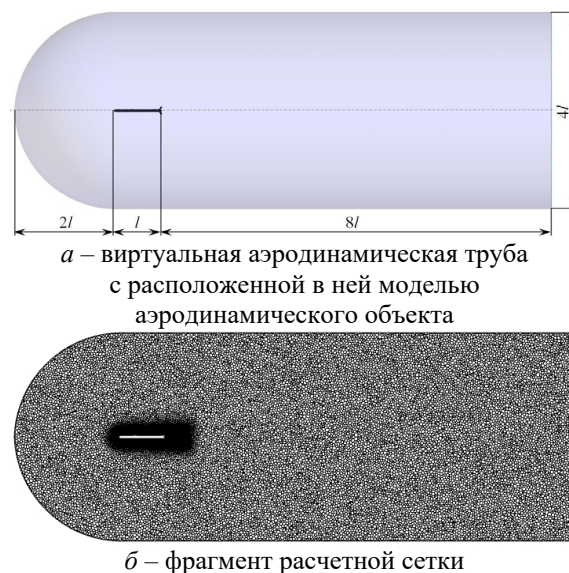 4l
2l
l
8l
а – виртуальная аэродинамическая труба
с расположенной в ней моделью
аэродинамического объекта
б – фрагмент расчетной сетки